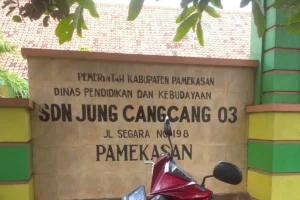 PEMERINTAH KABUPATEN PAMEKASAN
DINAS PENDIDIKAN DAN KEBUDAYAAN
SDN JUNG CANGCANG 03
JL SEGARA NO 198
PAMEKASAN